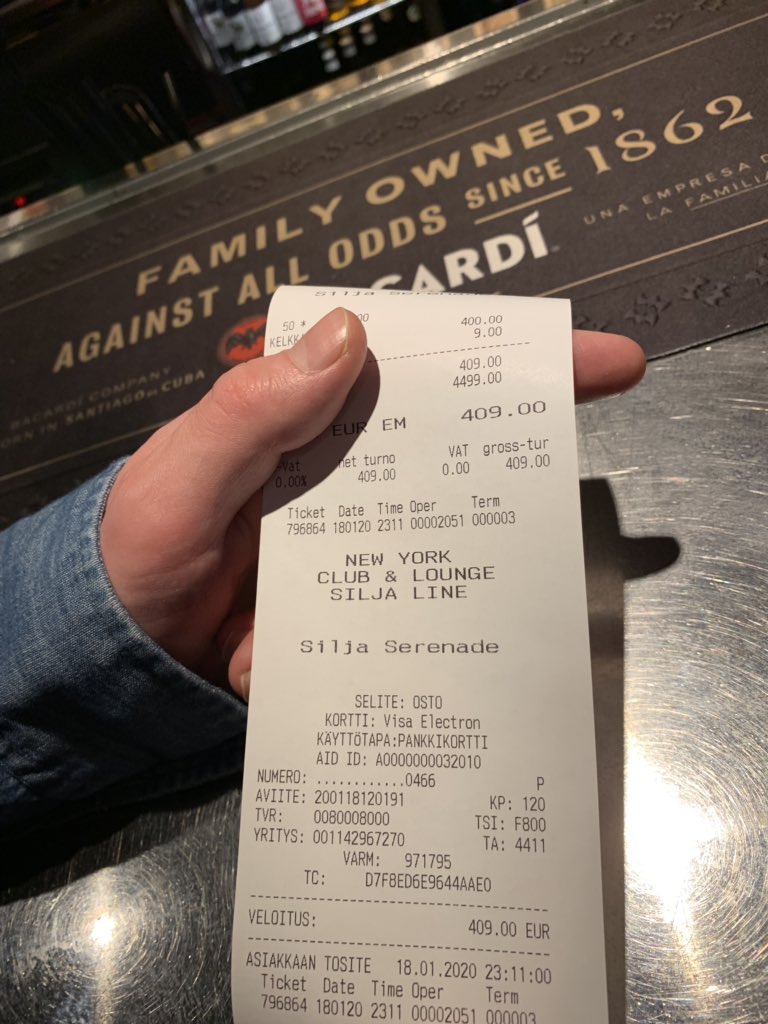 FAMILY OWNED,
AGAINST ALL ODDS SINCE 1862
CARDÍ
UNA EMPRESA
LA FAMILIA
BACARDI COMPANY
SANTIAGO DE CUBA
Silja Serenade
50 * 00 400.00
KELKK 9.00
409.00
4499.00
EUR EM 409.00
-Vat net turno VAT gross-tur
0.00% 409.00 0.00 409.00
Ticket Date Time Oper Term
796864 180120 2311 00002051 000003
NEW YORK
CLUB & LOUNGE
SILJA LINE
Silja Serenade
SELITE: OSTO
KORTTI: Visa Electron
KÄYTTÖTAPA:PANKKIKORTTI
AID ID: A0000000032010
NUMERO: ............0466 P
AVIITE: 200118120191 KP: 120
TVR: 0080008000 TSI: F800
YRITYS: 001142967270 TA: 4411
VARM: 971795
TC: D7F8ED6E9644AAE0
VELOITUS: 409.00 EUR
ASIAKKAAN TOSITE 18.01.2020 23:11:00
Ticket Date Time Oper Term
796864 180120 2311 00002051 000003